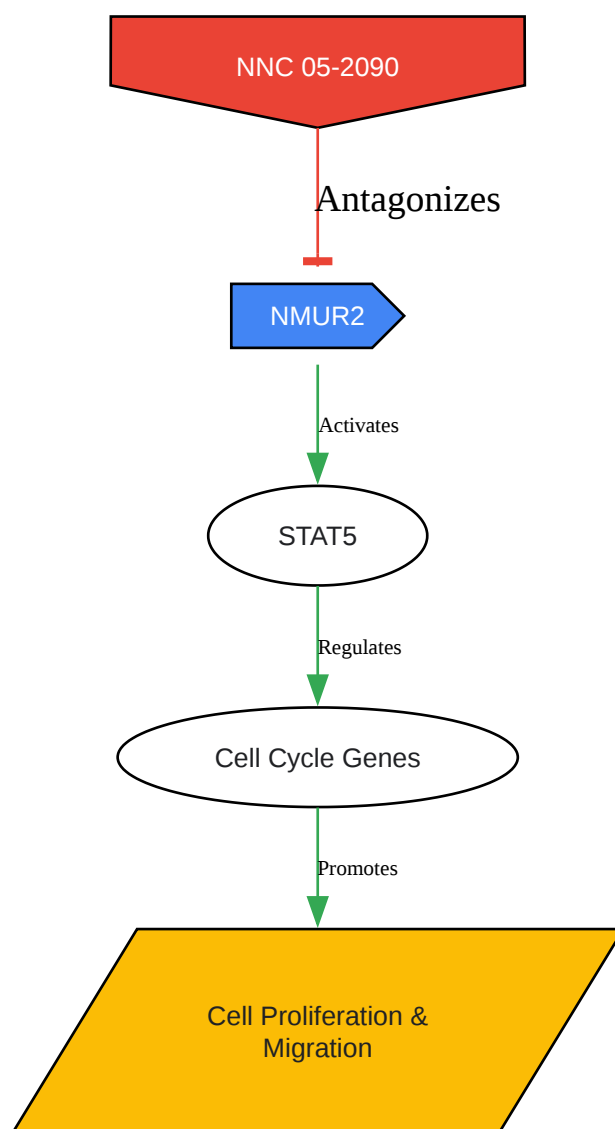 NNC 05-2090
Antagonizes
NMUR2
Activates
STAT5
Regulates
Cell Cycle Genes
Promotes
Cell Proliferation &
Migration